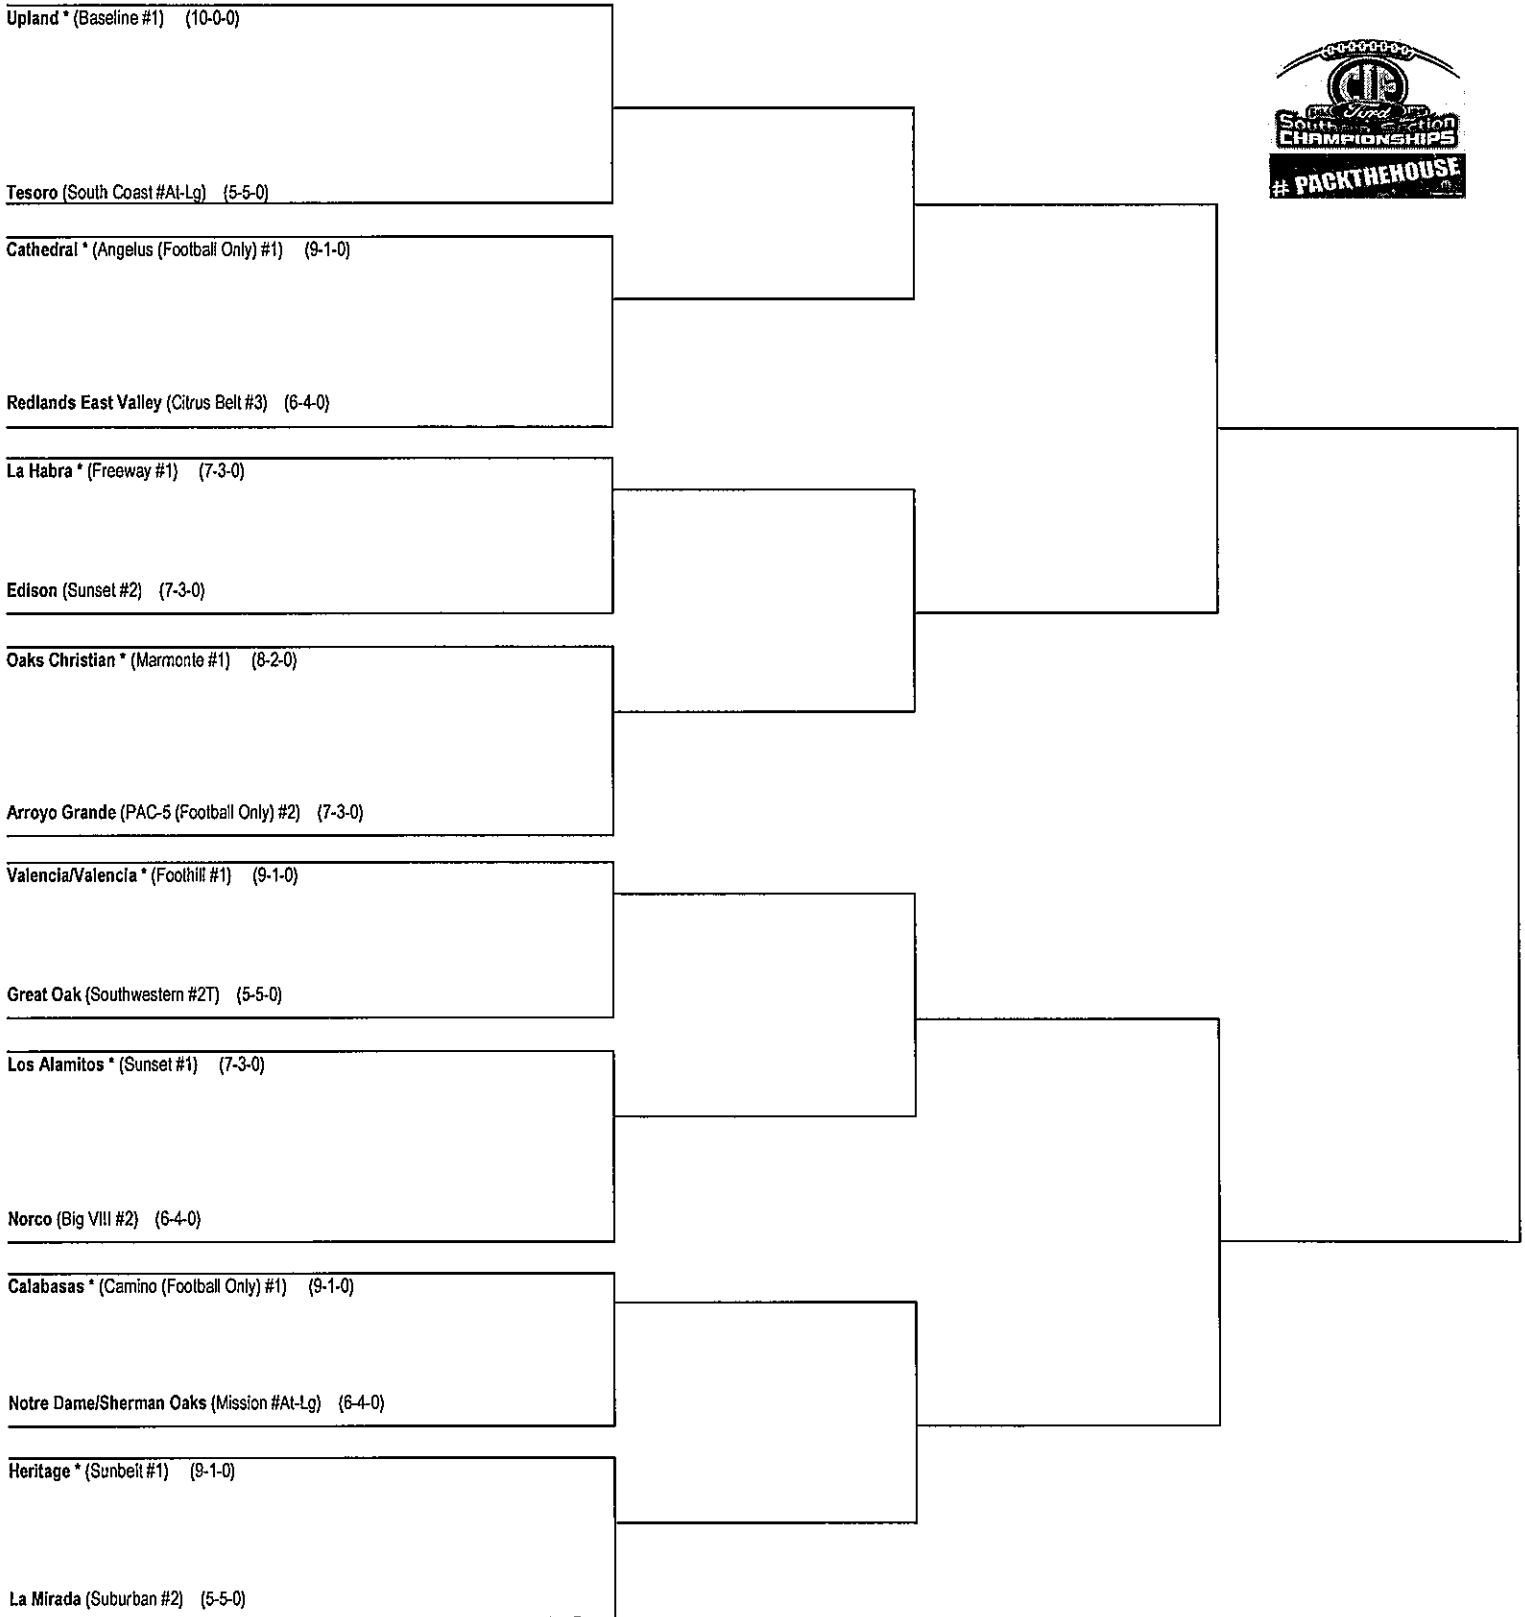 Upland * (Baseline #1) (10-0-0)
Tesoro (South Coast #At-Lg) (5-5-0)
Cathedral * (Angelus (Football Only) #1) (9-1-0)
Redlands East Valley (Citrus Belt #3) (6-4-0)
La Habra * (Freeway #1) (7-3-0)
Edison (Sunset #2) (7-3-0)
Oaks Christian * (Marmonte #1) (8-2-0)
Arroyo Grande (PAC-5 (Football Only) #2) (7-3-0)
Valencia/Valencia * (Foothill #1) (9-1-0)
Great Oak (Southwestern #2T) (5-5-0)
Los Alamitos * (Sunset #1) (7-3-0)
Norco (Big VIII #2) (6-4-0)
Calabasas * (Camino (Football Only) #1) (9-1-0)
Notre Dame/Sherman Oaks (Mission #At-Lg) (6-4-0)
Heritage * (Sunbelt #1) (9-1-0)
La Mirada (Suburban #2) (5-5-0)
CIF
Ford
Southern Section
CHAMPIONSHIPS
# PACKTHEHOUSE